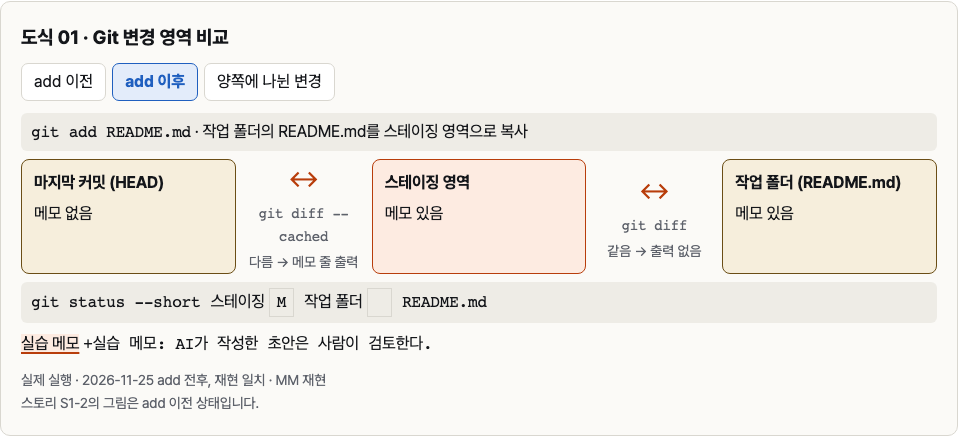 도식 01 · Git 변경 영역 비교
add 이전
add 이후
양쪽에 나뉜 변경
git add README.md · 작업 폴더의 README.md를 스테이징 영역으로 복사
마지막 커밋 (HEAD)
메모 없음
↔
git diff --
cached
다름 → 메모 줄 출력
스테이징 영역
메모 있음
↔
git diff
같음 → 출력 없음
작업 폴더 (README.md)
메모 있음
git status --short 스테이징 M 작업 폴더 README.md
실습 메모 +실습 메모: AI가 작성한 초안은 사람이 검토한다.
실제 실행 · 2026-11-25 add 전후, 재현 일치 · MM 재현
스토리 S1-2의 그림은 add 이전 상태입니다.